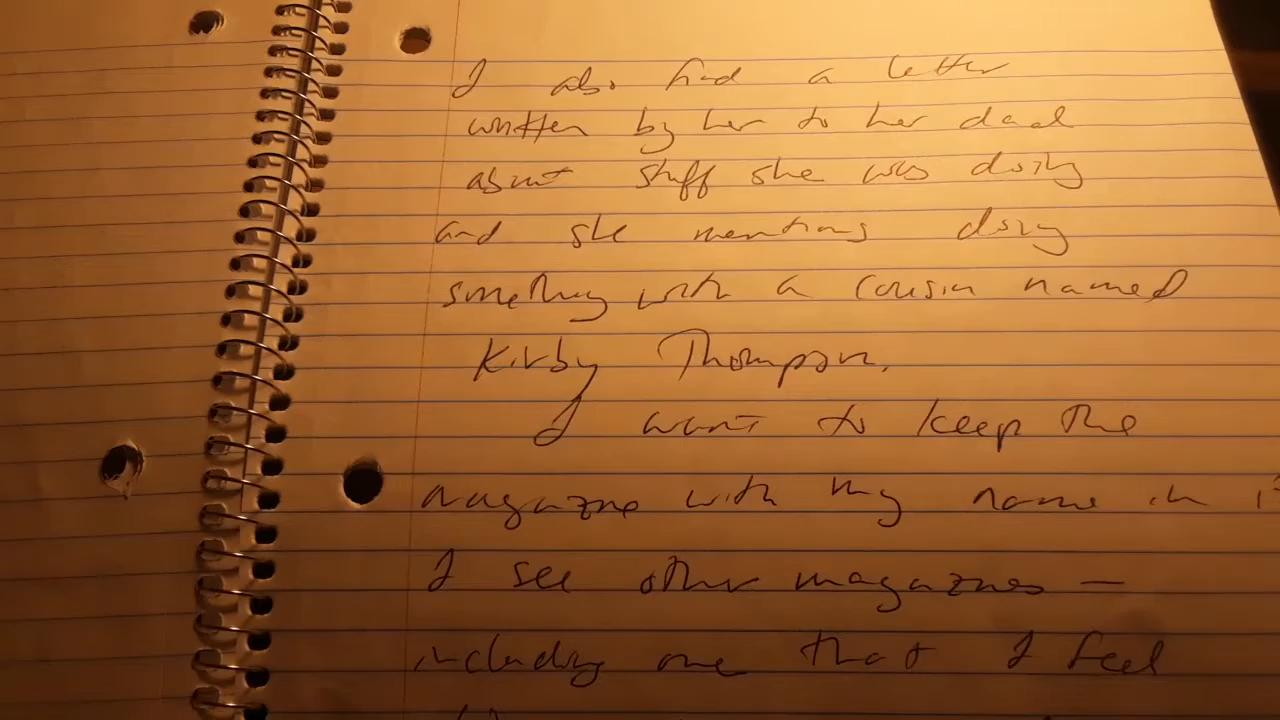 I also find a letter
written by her to her dad
about stuff she was doing
and she mentions doing
something with a cousin named
Kirby Thompson.
I want to keep the
magazine with my name in it
I see other magazines —
including one that I feel